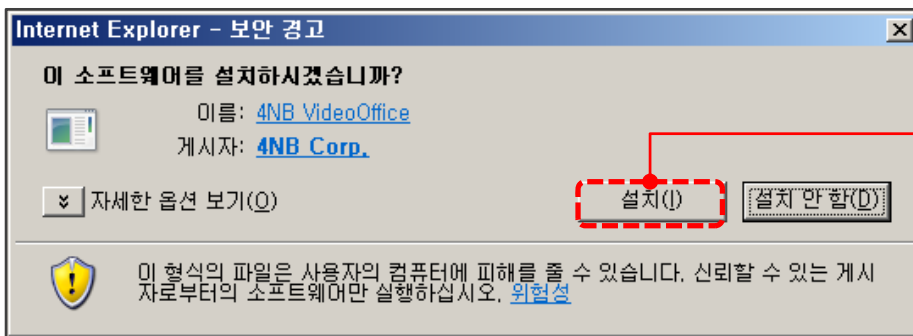 Internet Explorer - 보안 경고
이 소프트웨어를 설치하시겠습니까?
이름: 4NB VideoOffice
게시자: 4NB Corp.
자세한 옵션 보기(O)
설치(I)
설치 안 함(D)
이 형식의 파일은 사용자의 컴퓨터에 피해를 줄 수 있습니다. 신뢰할 수 있는 게시
자로부터의 소프트웨어만 실행하십시오. 위험성